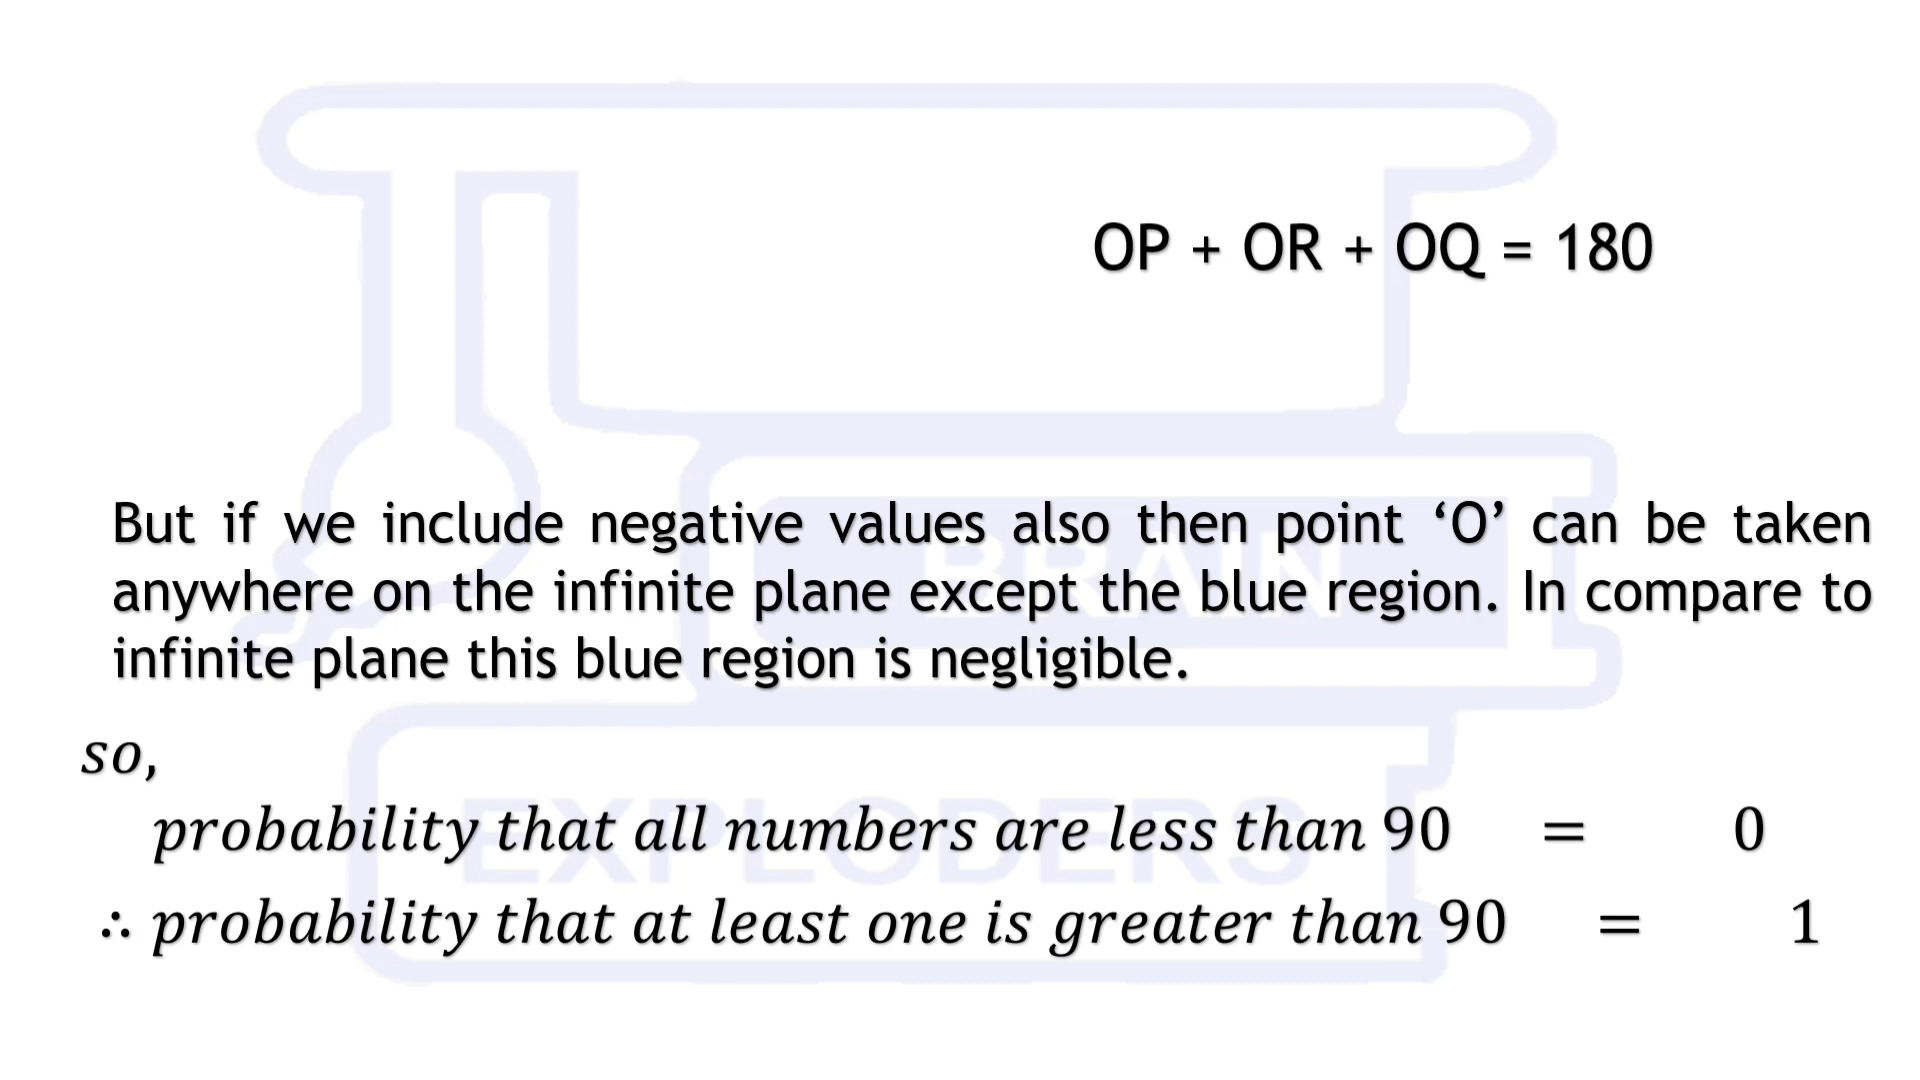 OP + OR + OQ = 180
But if we include negative values also then point ‘O’ can be taken
anywhere on the infinite plane except the blue region. In compare to
infinite plane this blue region is negligible.
so,
probability that all numbers are less than 90 = 0
∴ probability that at least one is greater than 90 = 1
BRAIN
EXPLODERS